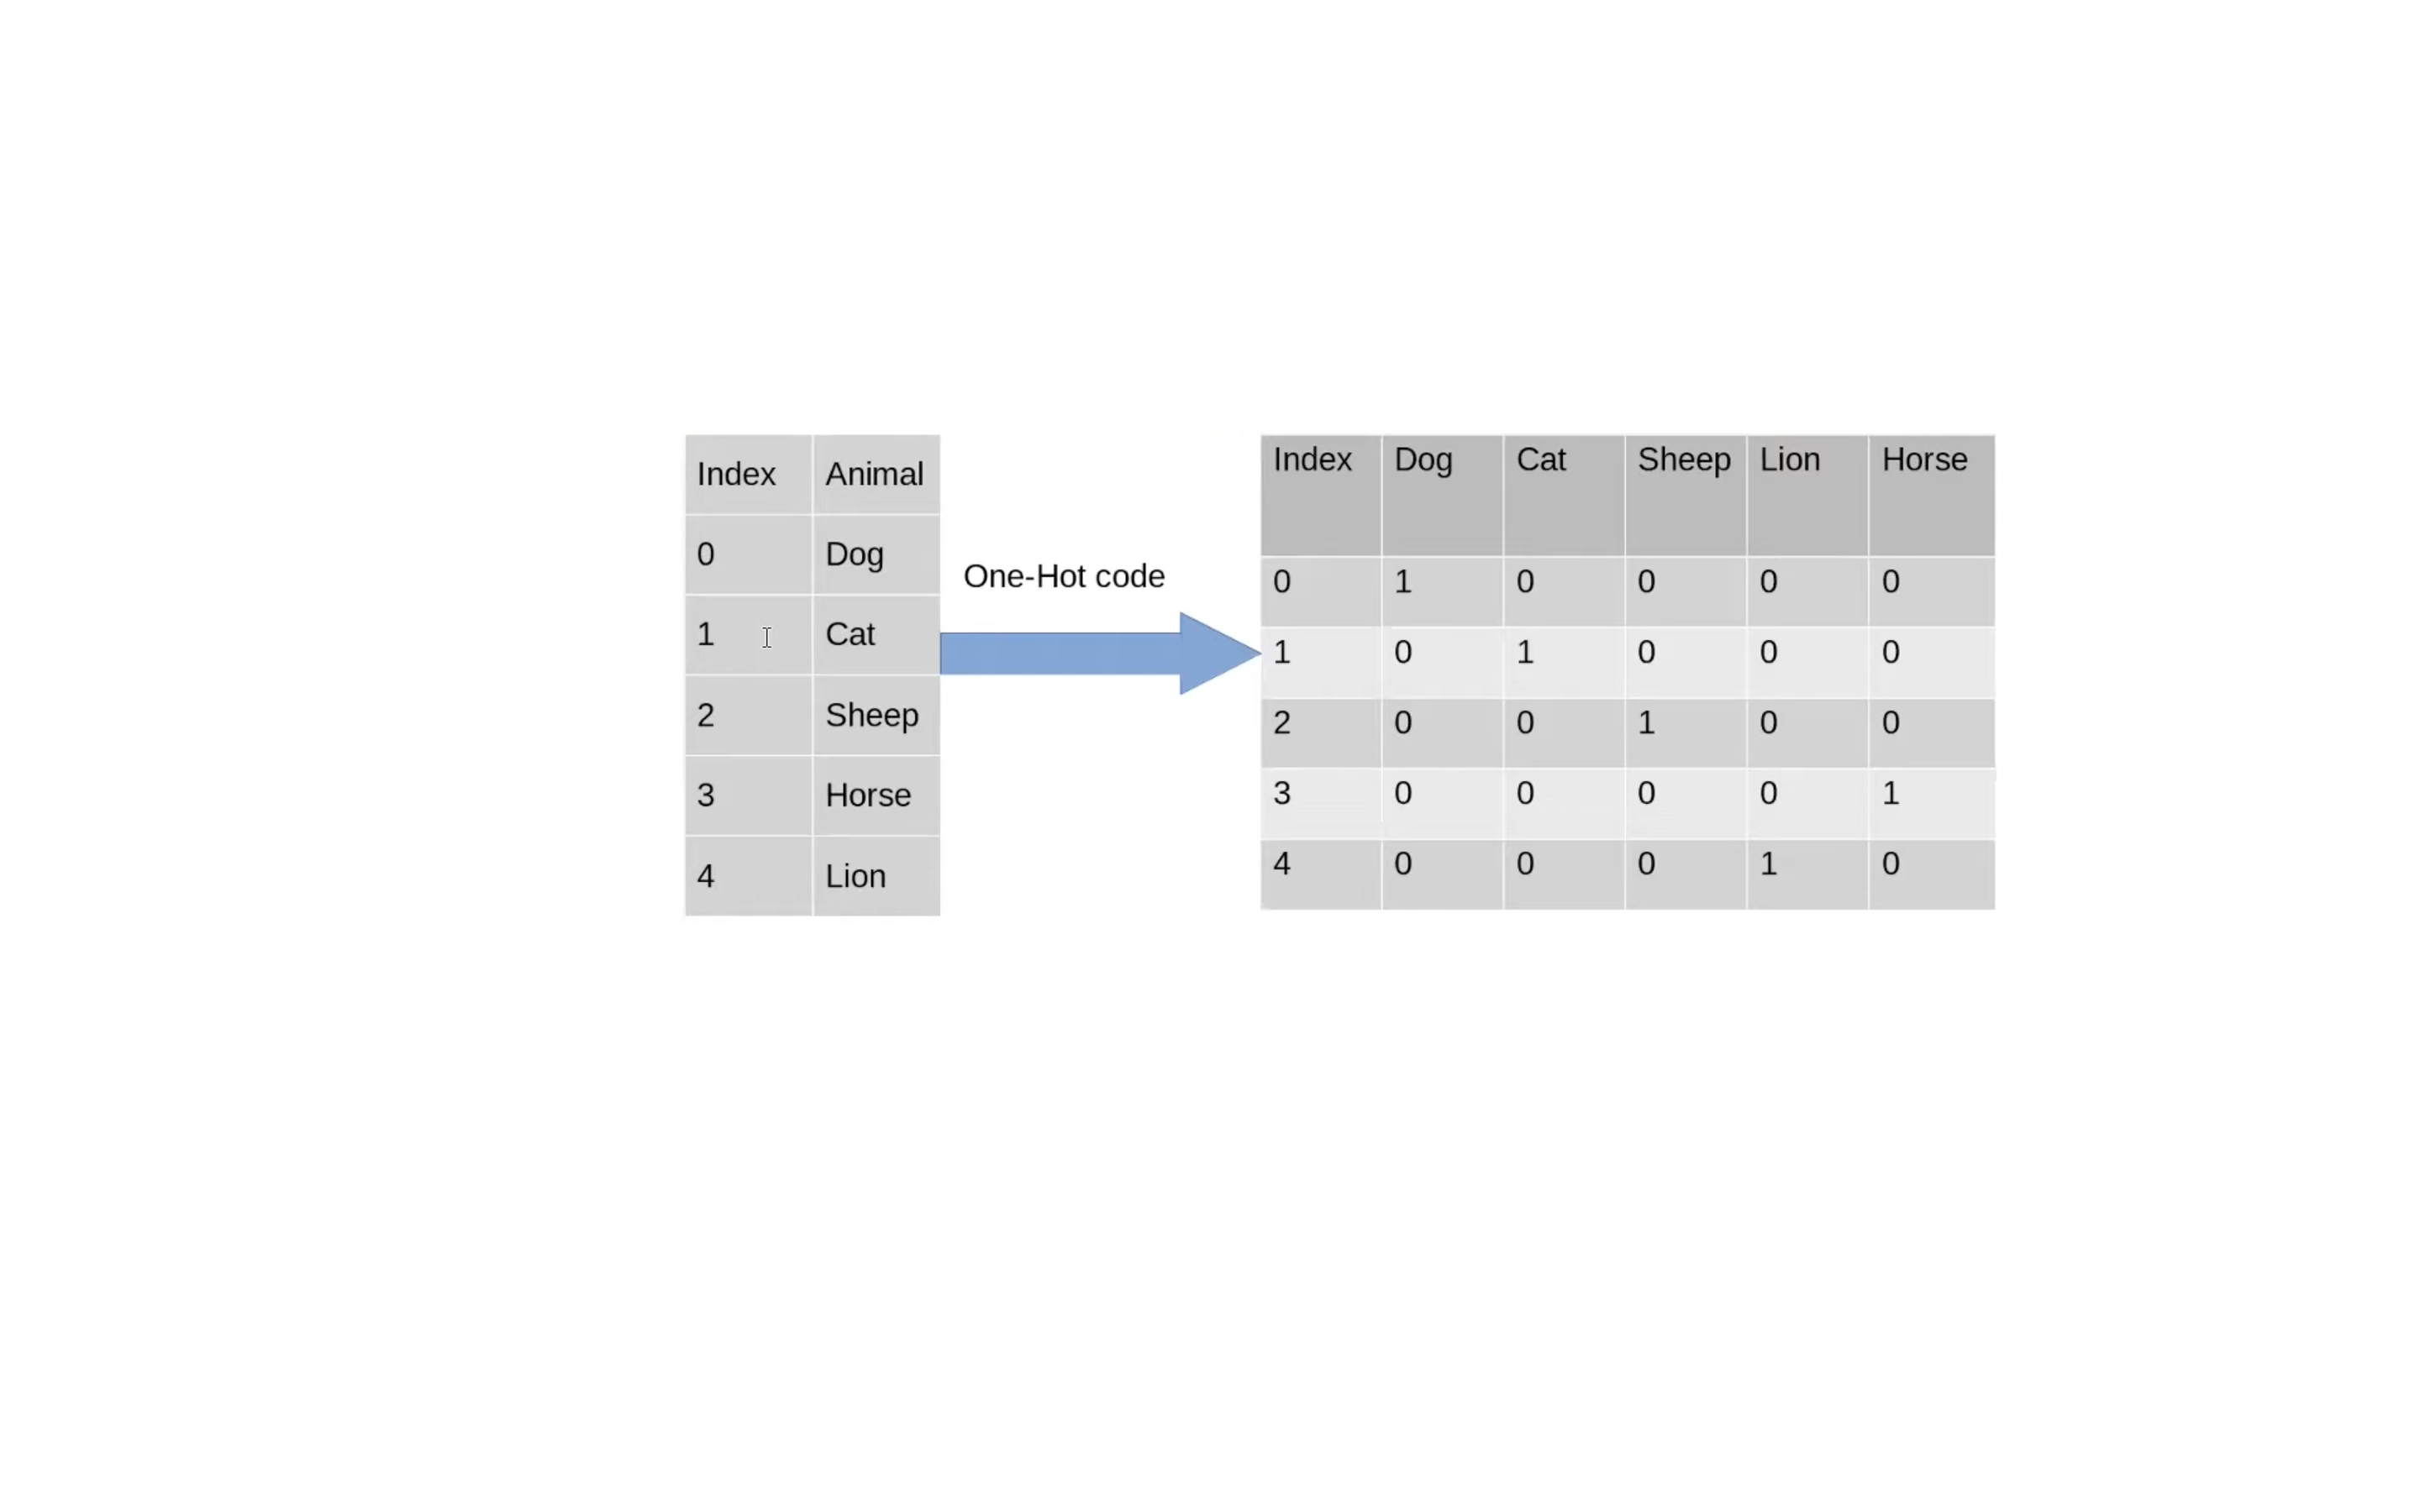 Index Animal
0 Dog
1 Cat
2 Sheep
3 Horse
4 Lion
One-Hot code
Index Dog Cat Sheep Lion Horse
0 1 0 0 0 0
1 0 1 0 0 0
2 0 0 1 0 0
3 0 0 0 0 1
4 0 0 0 1 0